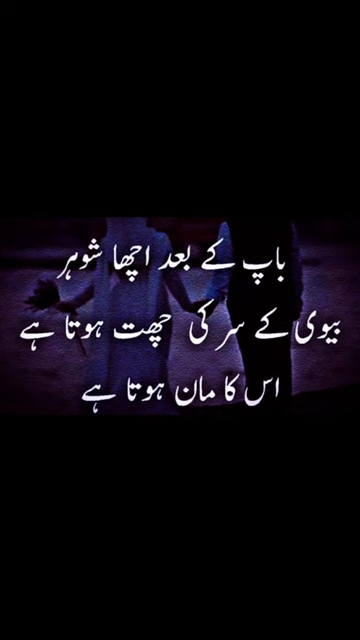 باپ کے بعد اچھا شوہر
بیوی کے سر کی چھت ہوتا ہے
اس کا مان ہوتا ہے